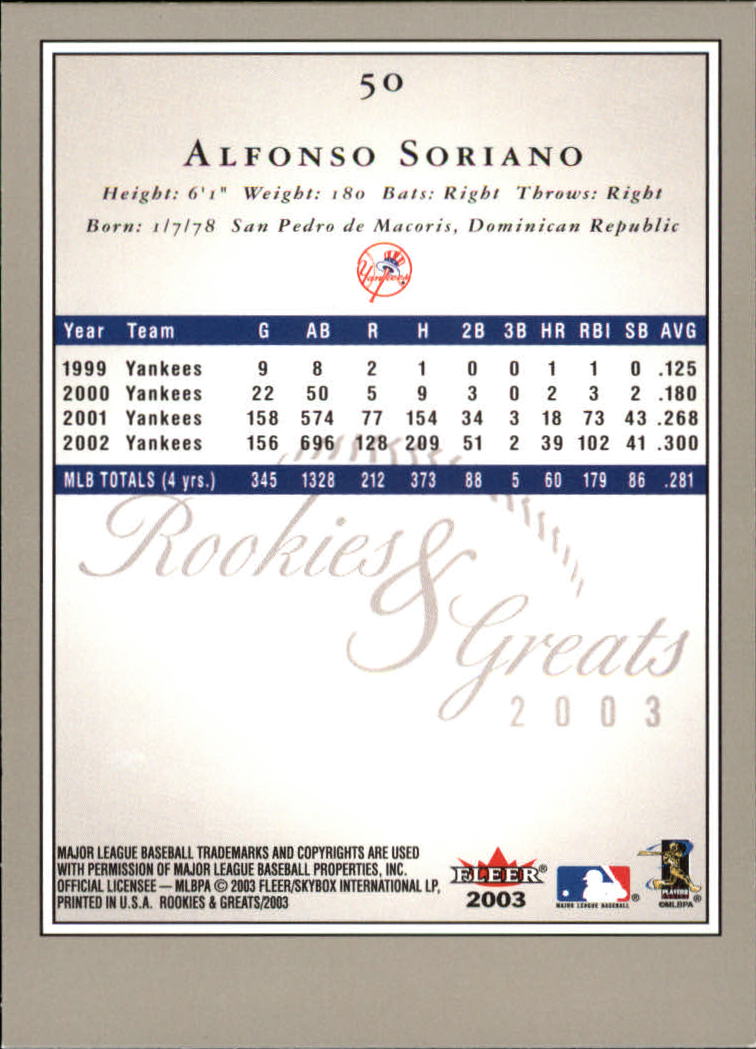 50
ALFONSO SORIANO
Height: 6'1" Weight: 180 Bats: Right Throws: Right
Born: 1/7/78 San Pedro de Macoris, Dominican Republic
Yankees
Year Team G AB R H 2B 3B HR RBI SB AVG
1999 Yankees 9 8 2 1 0 0 1 1 0 .125
2000 Yankees 22 50 5 9 3 0 2 3 2 .180
2001 Yankees 158 574 77 154 34 3 18 73 43 .268
2002 Yankees 156 696 128 209 51 2 39 102 41 .300
MLB TOTALS (4 yrs.) 345 1328 212 373 88 5 60 179 86 .281
Rookies &
Greats
2003
MAJOR LEAGUE BASEBALL TRADEMARKS AND COPYRIGHTS ARE USED
WITH PERMISSION OF MAJOR LEAGUE BASEBALL PROPERTIES, INC.
OFFICIAL LICENSEE — MLBPA © 2003 FLEER/SKYBOX INTERNATIONAL LP,
PRINTED IN U.S.A. ROOKIES & GREATS/2003
FLEER®
2003
MAJOR LEAGUE BASEBALL ®
PLAYERS
©MLBPA ®